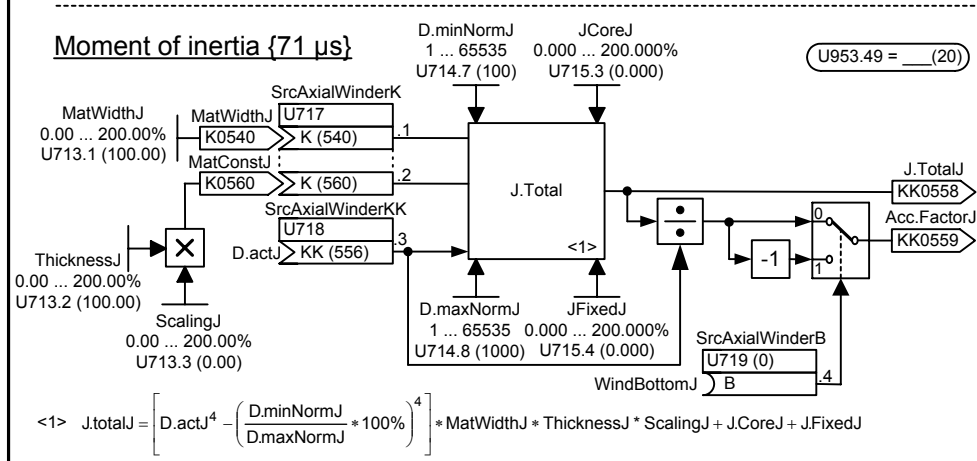 Moment of inertia {71 µs}
D.minNormJ
1 ... 65535
U714.7 (100)
JCoreJ
0.000 ... 200.000%
U715.3 (0.000)
U953.49 = ___(20)
MatWidthJ
0.00 ... 200.00%
U713.1 (100.00)
MatWidthJ
K0540
SrcAxialWinderK
U717
K (540)
.1
MatConstJ
K0560
K (560)
.2
SrcAxialWinderKK
U718
D.actJ
KK (556)
.3
J.Total
<1>
J.TotalJ
KK0558
Acc.FactorJ
KK0559
÷
-1
0
1
×
ThicknessJ
0.00 ... 200.00%
U713.2 (100.00)
ScalingJ
0.00 ... 200.00%
U713.3 (0.00)
D.maxNormJ
1 ... 65535
U714.8 (1000)
JFixedJ
0.000 ... 200.000%
U715.4 (0.000)
SrcAxialWinderB
U719 (0)
WindBottomJ
B
.4
<1> J.totalJ = [D.actJ⁴ − (D.minNormJ / D.maxNormJ * 100%)⁴] * MatWidthJ * ThicknessJ * ScalingJ + J.CoreJ + J.FixedJ